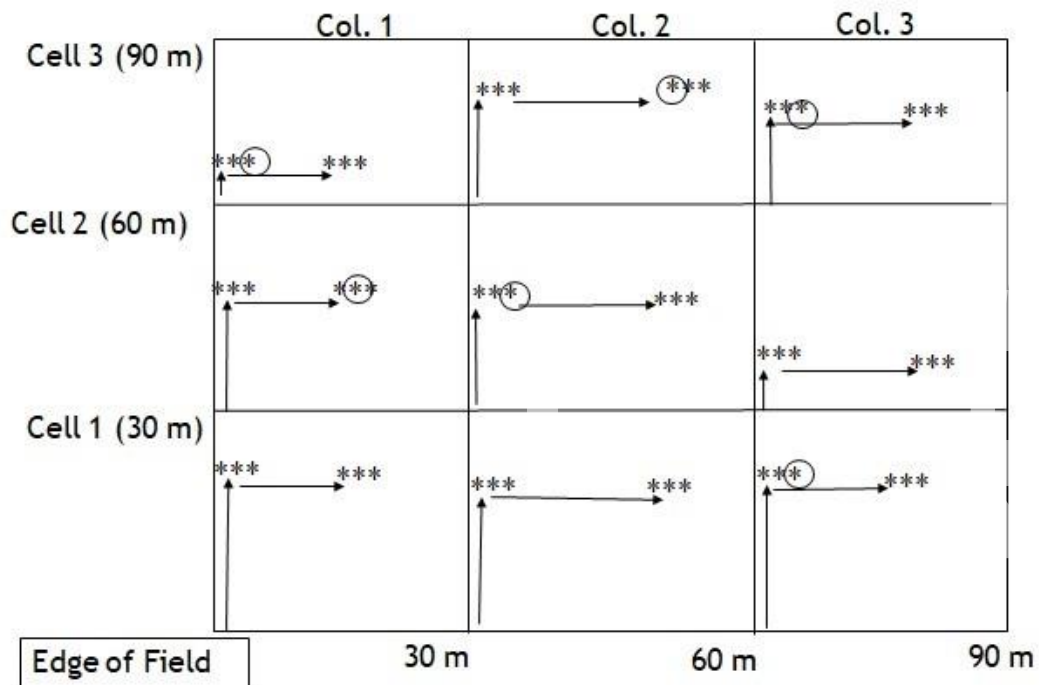 Col. 1 Col. 2 Col. 3
Cell 3 (90 m)
*** ***
*** ***
*** ***
Cell 2 (60 m)
*** ***
*** ***
*** ***
Cell 1 (30 m)
*** ***
*** ***
*** ***
Edge of Field 30 m 60 m 90 m